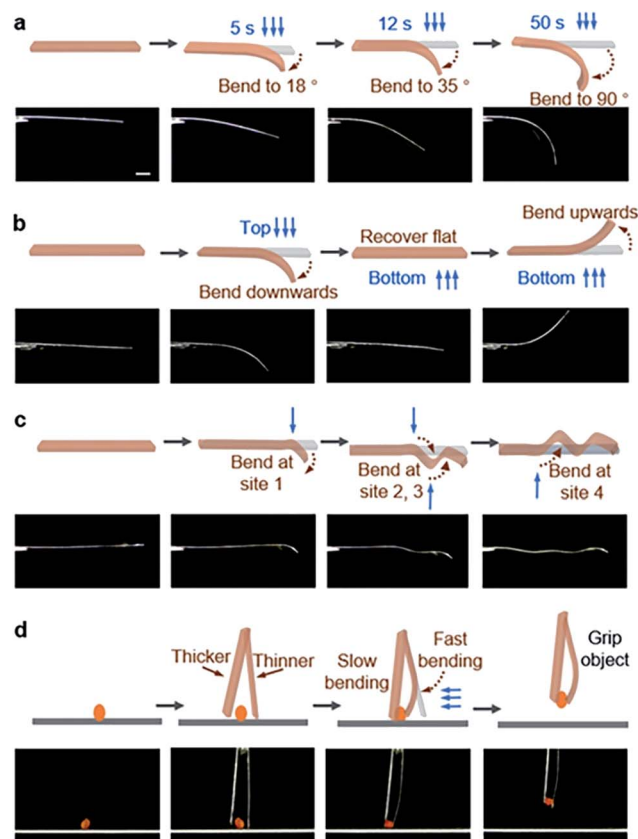 a
5 s
12 s
50 s
Bend to 18 °
Bend to 35 °
Bend to 90 °
b
Top
Bend downwards
Recover flat
Bottom
Bend upwards
Bottom
c
Bend at
site 1
Bend at
site 2, 3
Bend at
site 4
d
Thicker
Thinner
Slow
bending
Fast
bending
Grip
object